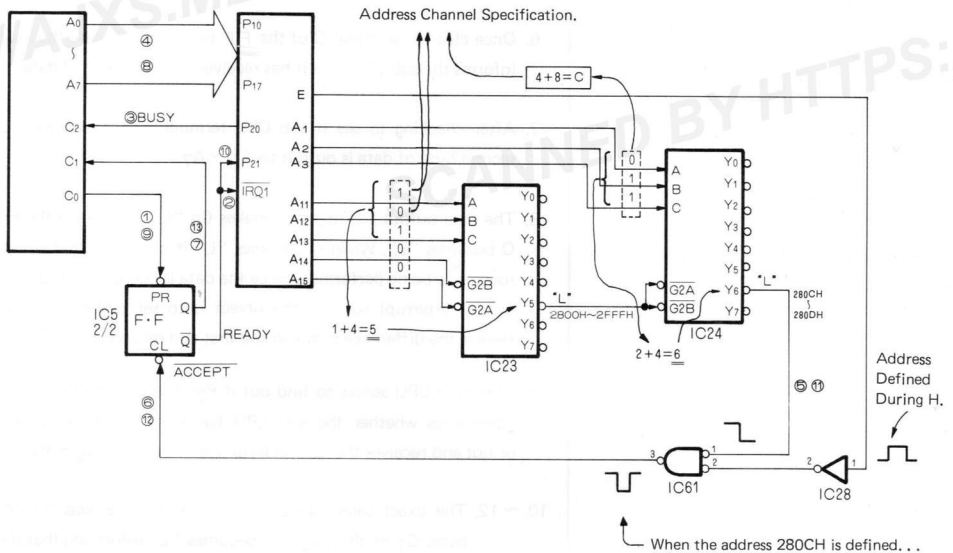 Address Channel Specification.
A0
~
A7
C2
C1
C0
④
⑧
③BUSY
①
⑨
⑬
⑦
⑩
②
P10
~
P17
P20
P21
IRQ1
E
A1
A2
A3
A11
A12
A13
A14
A15
4+8=C
0
1
1
1
0
1
0
0
1+4=5
A
B
C
G2B
G2A
Y0
Y1
Y2
Y3
Y4
Y5
Y6
Y7
IC23
"L"
2800H~2FFFH
A
B
C
G2A
G2B
Y0
Y1
Y2
Y3
Y4
Y5
Y6
Y7
IC24
2+4=6
"L"
280CH
~
280DH
⑤ ⑪
IC5
2/2
PR
F·F
CL
Q
Q
READY
ACCEPT
⑥
⑫
Address
Defined
During H.
3
1
2
IC61
2
1
IC28
When the address 280CH is defined...
SCANNED BY HTTPS: